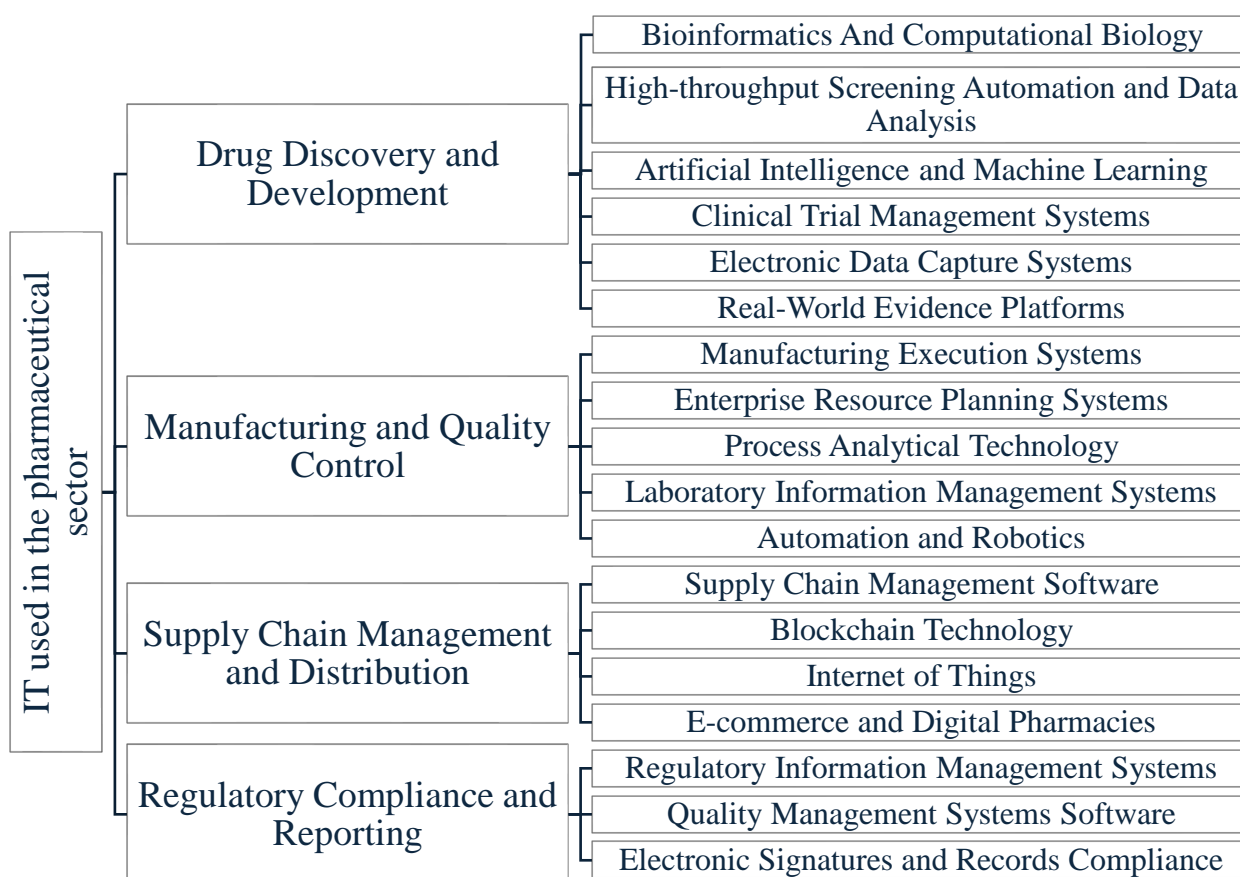 IT used in the pharmaceutical
sector
Drug Discovery and
Development
Bioinformatics And Computational Biology
High-throughput Screening Automation and Data
Analysis
Artificial Intelligence and Machine Learning
Clinical Trial Management Systems
Electronic Data Capture Systems
Real-World Evidence Platforms
Manufacturing and Quality
Control
Manufacturing Execution Systems
Enterprise Resource Planning Systems
Process Analytical Technology
Laboratory Information Management Systems
Automation and Robotics
Supply Chain Management
and Distribution
Supply Chain Management Software
Blockchain Technology
Internet of Things
E-commerce and Digital Pharmacies
Regulatory Compliance and
Reporting
Regulatory Information Management Systems
Quality Management Systems Software
Electronic Signatures and Records Compliance